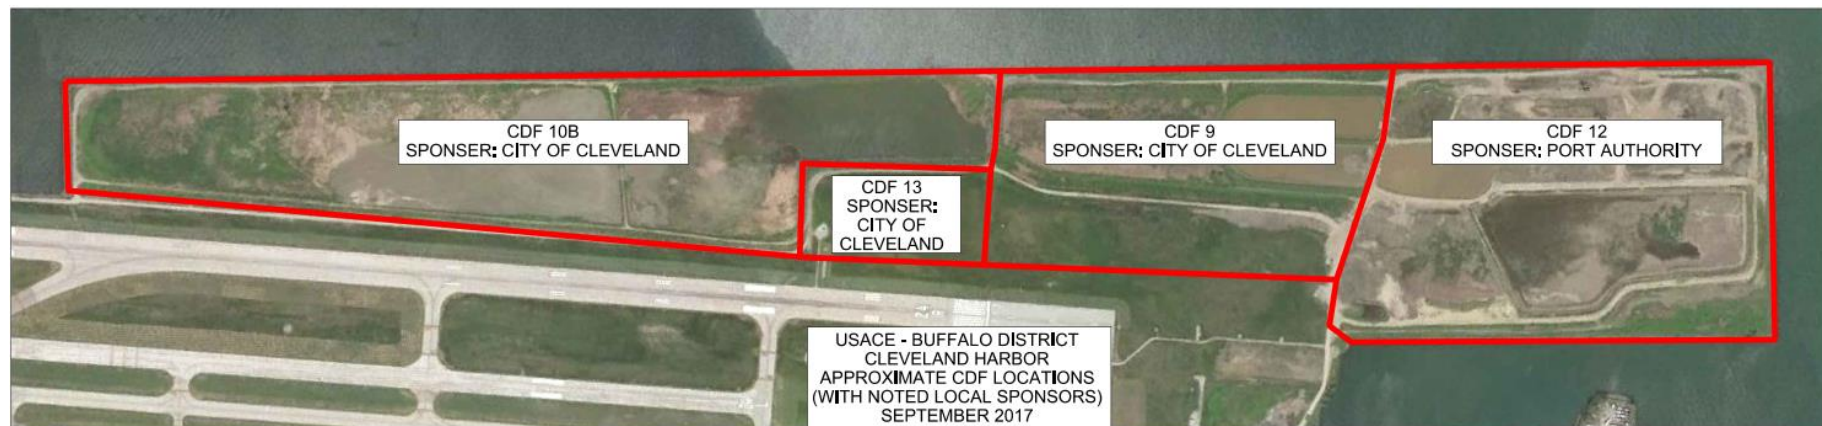 CDF 10B
SPONSER: CITY OF CLEVELAND
CDF 9
SPONSER: CITY OF CLEVELAND
CDF 12
SPONSER: PORT AUTHORITY
CDF 13
SPONSER:
CITY OF
CLEVELAND
24
USACE - BUFFALO DISTRICT
CLEVELAND HARBOR
APPROXIMATE CDF LOCATIONS
(WITH NOTED LOCAL SPONSORS)
SEPTEMBER 2017